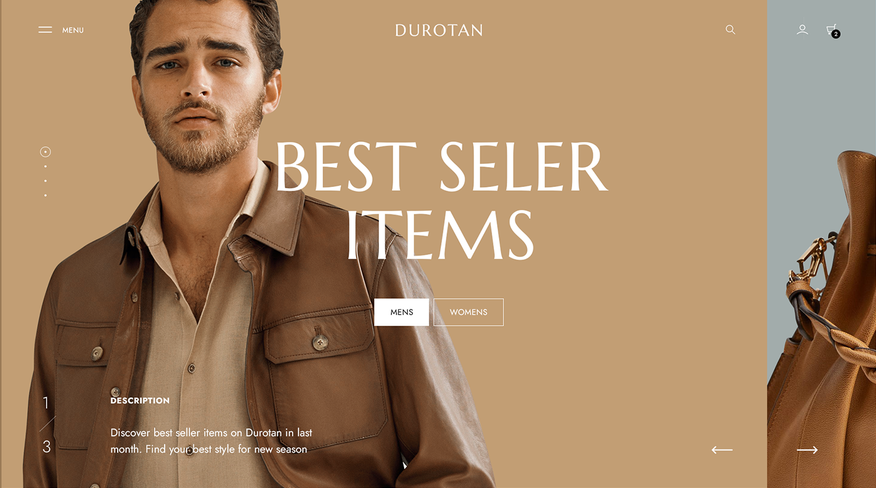 MENU
DUROTAN
2
BEST SELER
ITEMS
MENS
WOMENS
1
3
DESCRIPTION
Discover best seller items on Durotan in last
month. Find your best style for new season